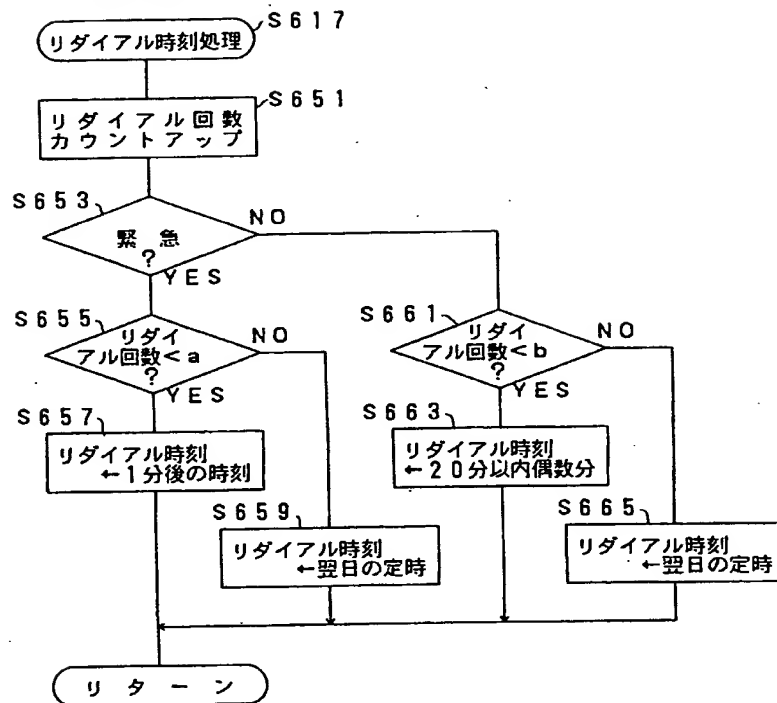 S617
リダイアル時刻処理
S651
リダイアル回数
カウントアップ
S653
緊急
?
NO
YES
S655
リダイ
アル回数<a
?
NO
YES
S657
リダイアル時刻
←1分後の時刻
S659
リダイアル時刻
←翌日の定時
S661
リダイ
アル回数<b
?
NO
YES
S663
リダイアル時刻
←20分以内偶数分
S665
リダイアル時刻
←翌日の定時
リターン